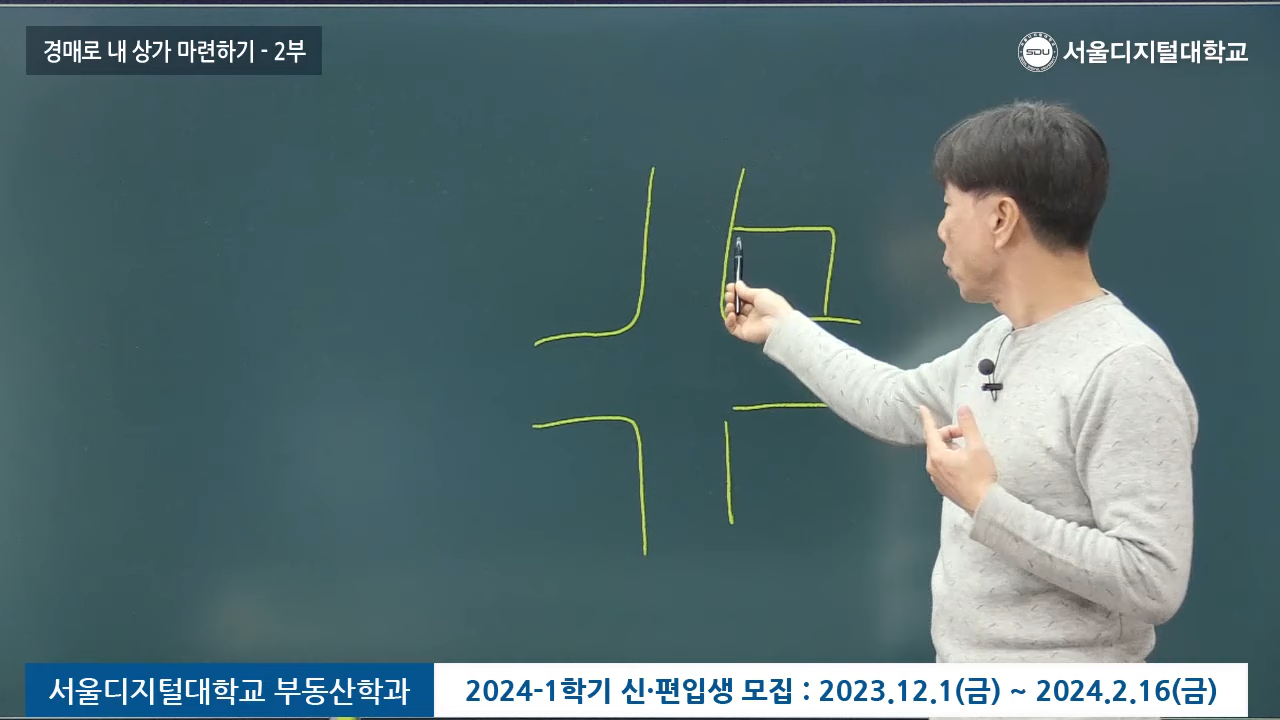 경매로 내 상가 마련하기 - 2부
SDU 서울디지털대학교
서울디지털대학교 부동산학과
2024-1학기 신·편입생 모집 : 2023.12.1(금) ~ 2024.2.16(금)